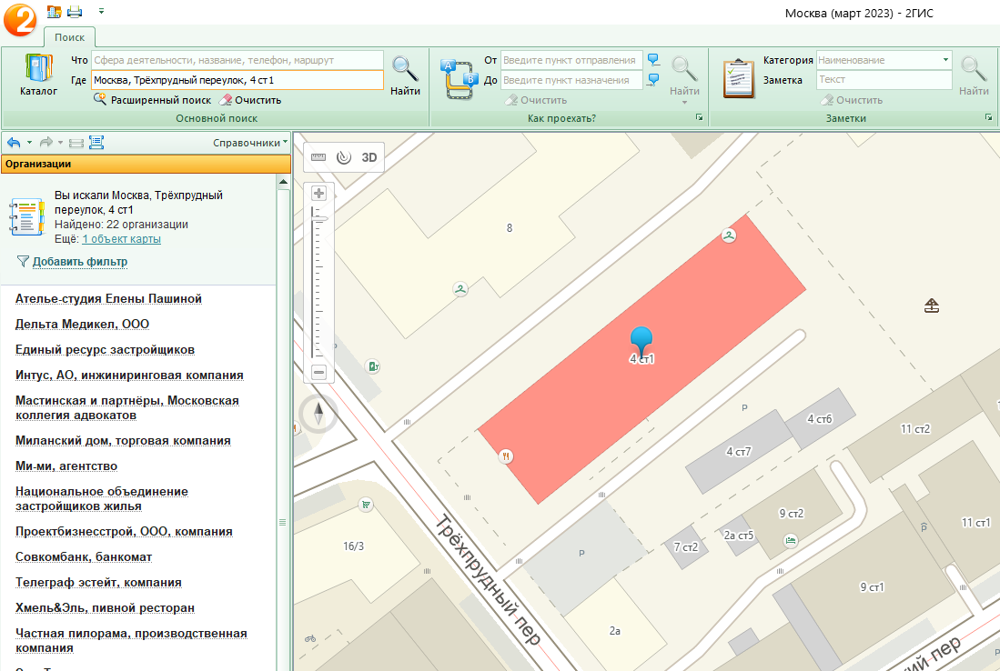 Москва (март 2023) - 2ГИС
Поиск
Что
Сфера деятельности, название, телефон, маршрут
Где
Москва, Трёхпрудный переулок, 4 ст1
Каталог
Найти
Расширенный поиск
Очистить
Основной поиск
От
Введите пункт отправления
До
Введите пункт назначения
Найти
Очистить
Как проехать?
Категория
Наименование
Заметка
Текст
Найти
Очистить
Заметки
Справочники
Организации
Вы искали Москва, Трёхпрудный
переулок, 4 ст1
Найдено: 22 организации
Ещё: 1 объект карты
Добавить фильтр
Ателье-студия Елены Пашиной
Дельта Медикел, ООО
Единый ресурс застройщиков
Интус, АО, инжиниринговая компания
Мастинская и партнёры, Московская
коллегия адвокатов
Миланский дом, торговая компания
Ми-ми, агентство
Национальное объединение
застройщиков жилья
Проектбизнесстрой, ООО, компания
Совкомбанк, банкомат
Телеграф эстейт, компания
Хмель&Эль, пивной ресторан
Частная пилорама, производственная
компания
3D
8
4 ст1
P
4 ст6
11 ст2
4 ст7
9 ст2
11 ст1
2а ст5
7 ст2
P
16/3
9 ст1
2а
Трёхпрудный пер
ий пер